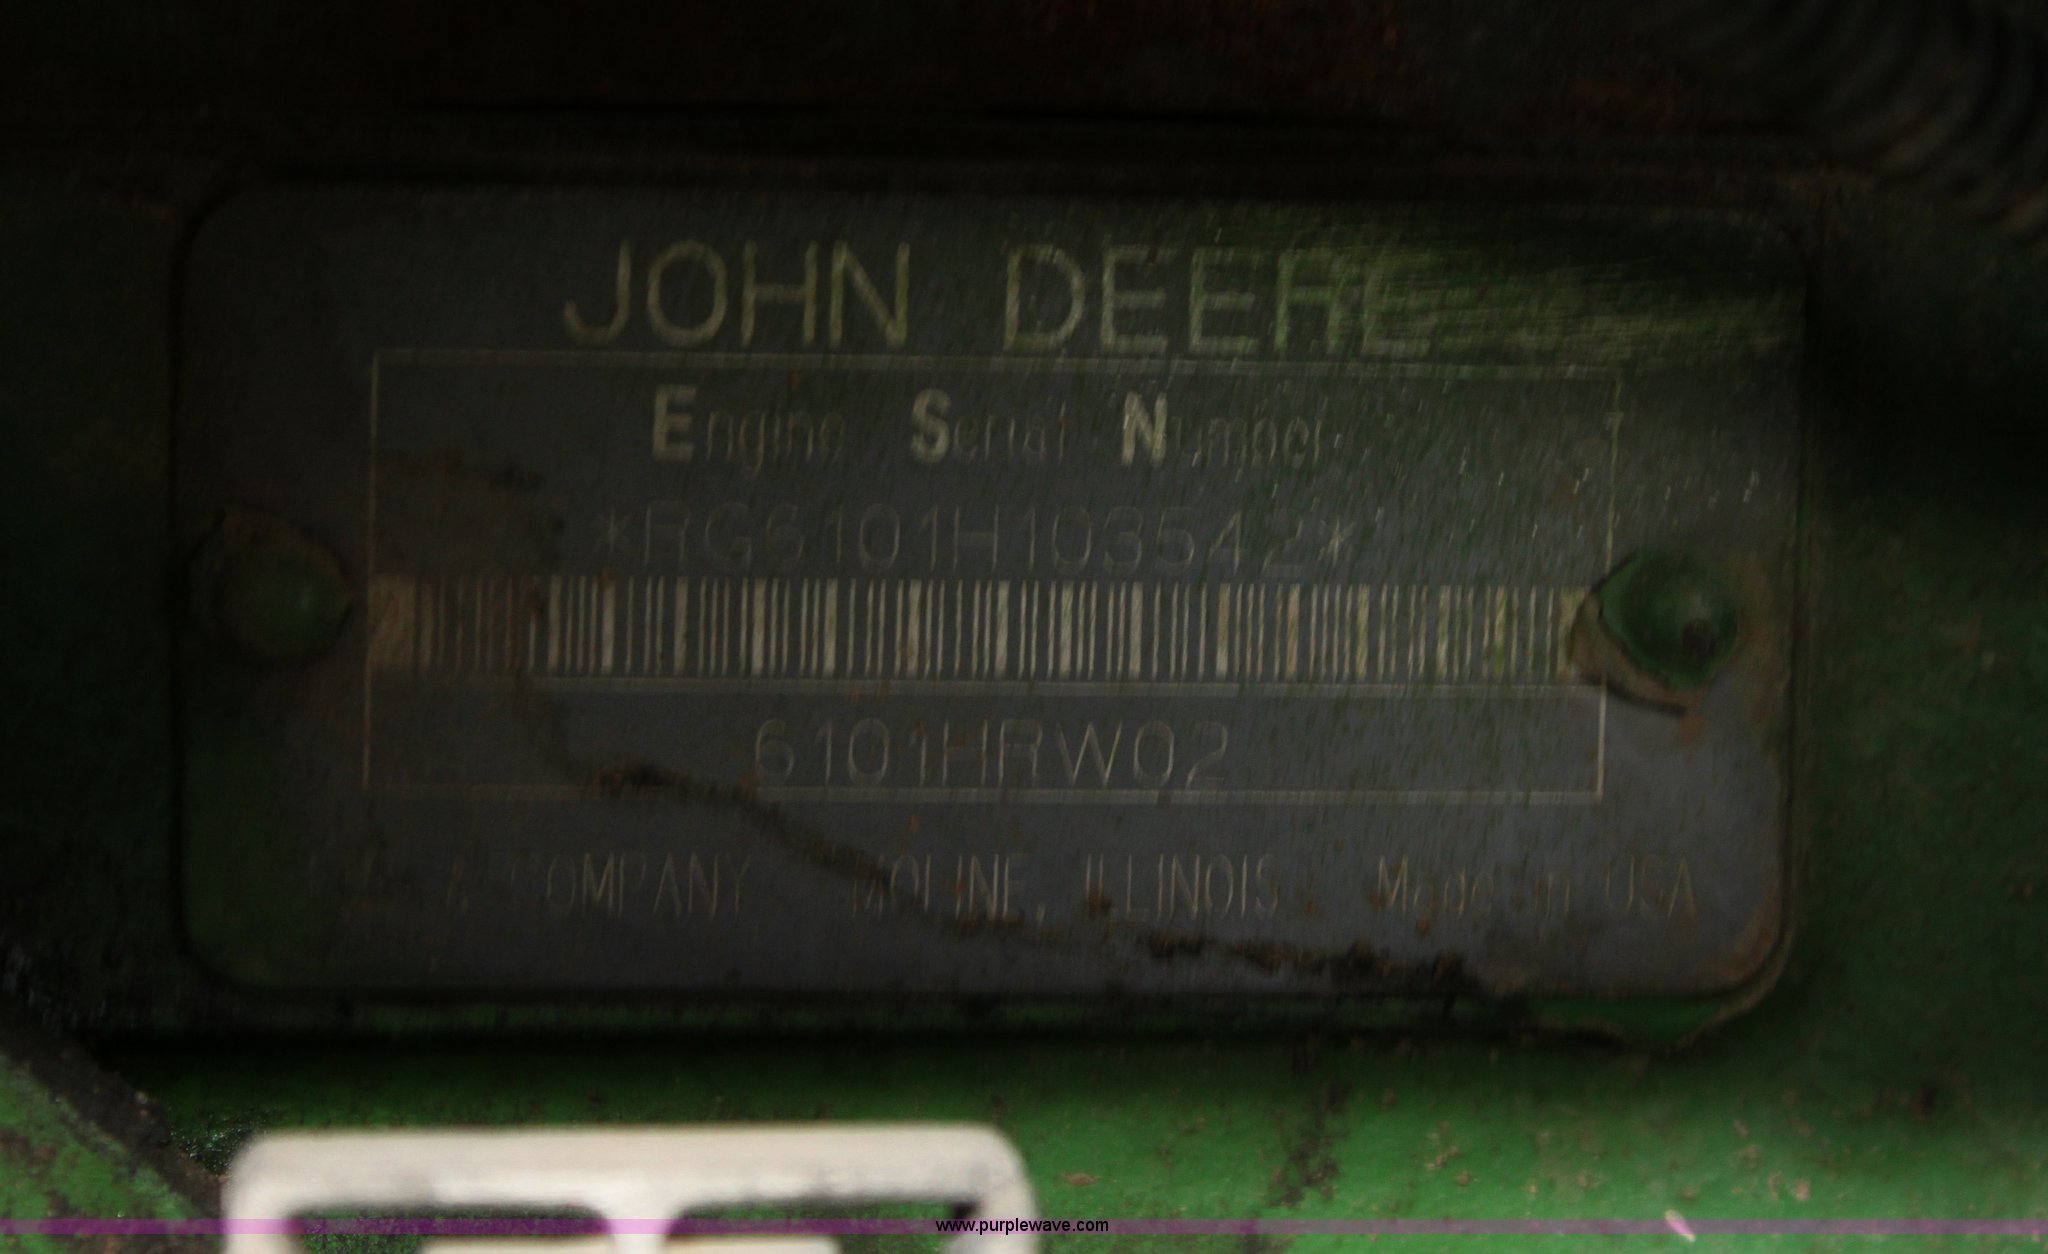 JOHN DEERE
Engine Serial Number
*RG6101H103542*
6101HRW02
& COMPANY MOLINE, ILLINOIS Made in USA
www.purplewave.com